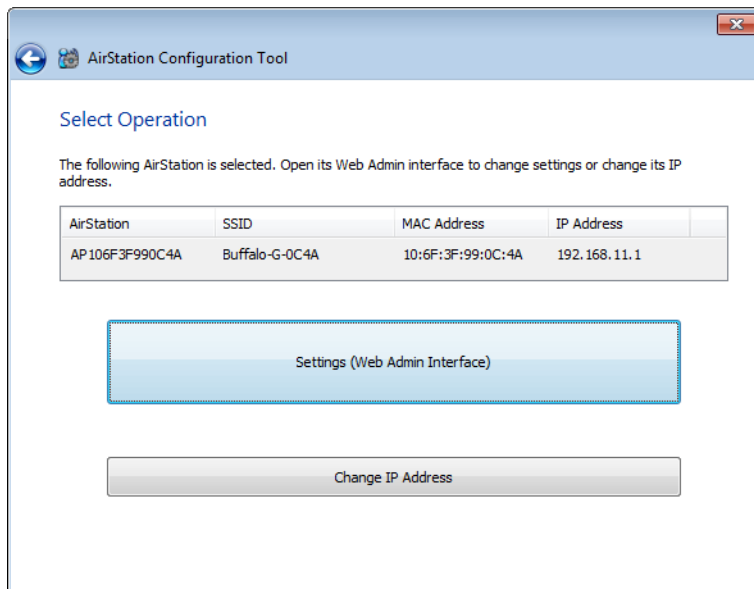 AirStation Configuration Tool
Select Operation
The following AirStation is selected. Open its Web Admin interface to change settings or change its IP
address.
AirStation SSID MAC Address IP Address
AP106F3F990C4A Buffalo-G-0C4A 10:6F:3F:99:0C:4A 192.168.11.1
Settings (Web Admin Interface)
Change IP Address